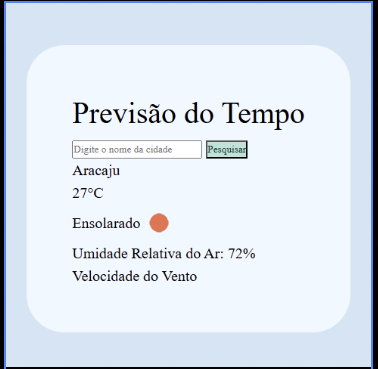 Previsão do Tempo
Digite o nome da cidade Pesquisar
Aracaju
27°C
Ensolarado
Umidade Relativa do Ar: 72%
Velocidade do Vento